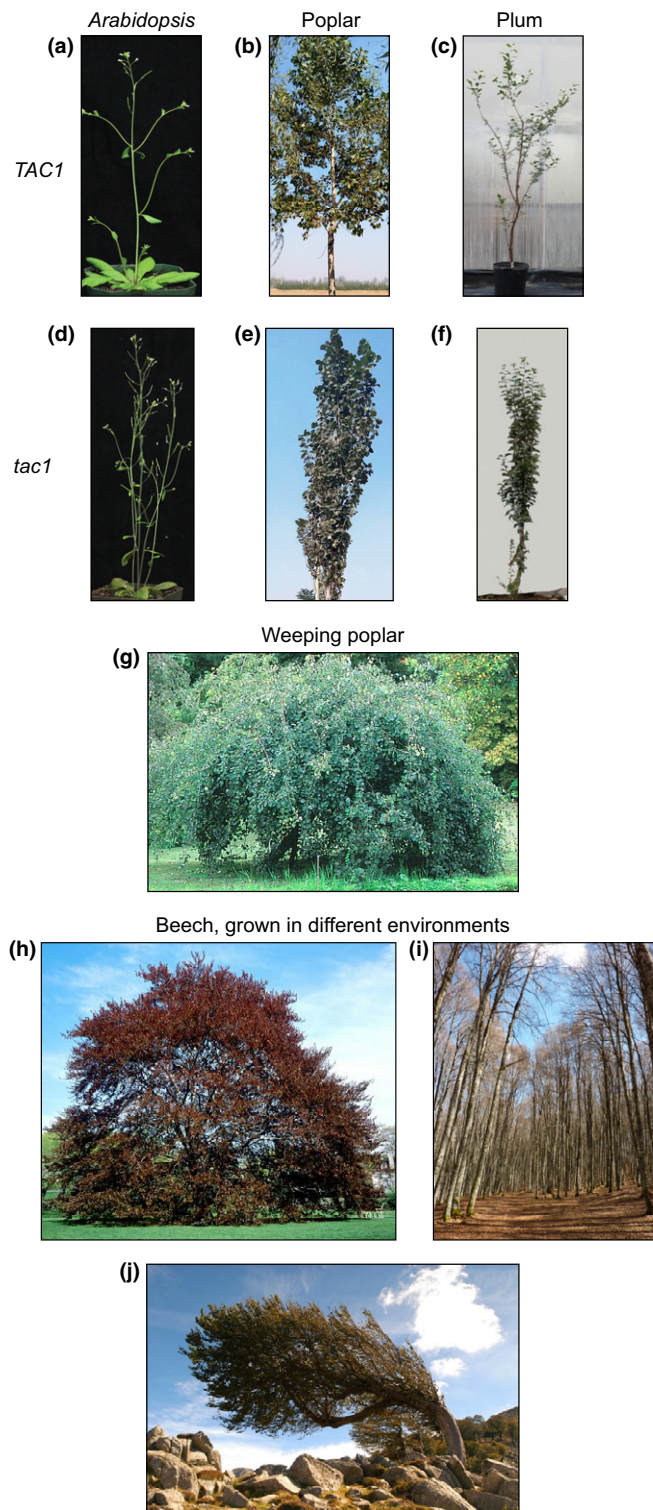 Arabidopsis Poplar Plum
(a) (b) (c)
TAC1
(d) (e) (f)
tac1
Weeping poplar
(g)
Beech, grown in different environments
(h) (i)
(j)